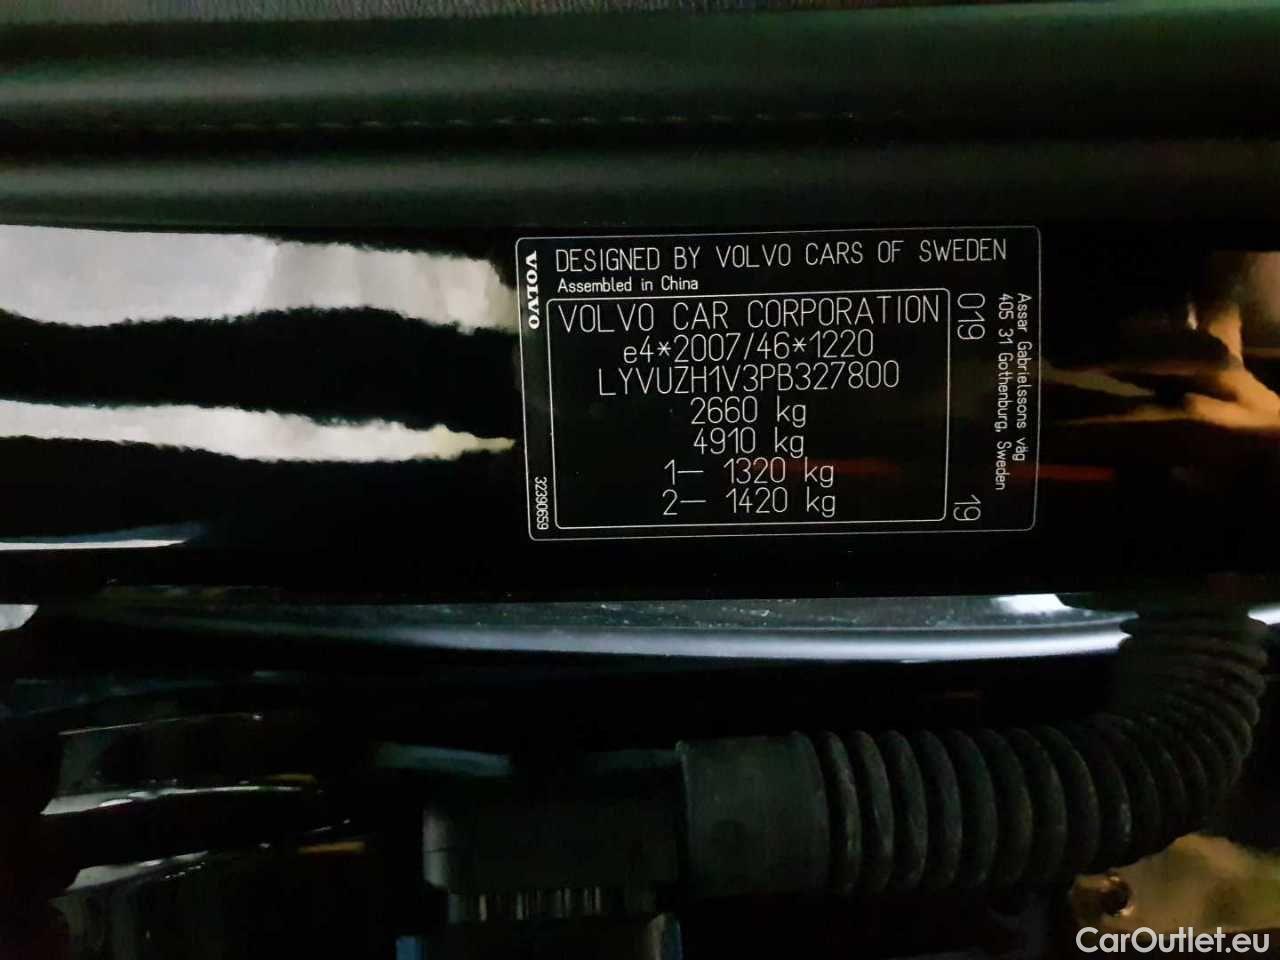 VOLVO
DESIGNED BY VOLVO CARS OF SWEDEN
Assembled in China
VOLVO CAR CORPORATION
e4*2007/46*1220
LYVUZH1V3PB327800
2660 kg
4910 kg
1— 1320 kg
2— 1420 kg
32390659
019
19
Assar Gabrielssons väg
405 31 Gothenburg, Sweden
CarOutlet.eu